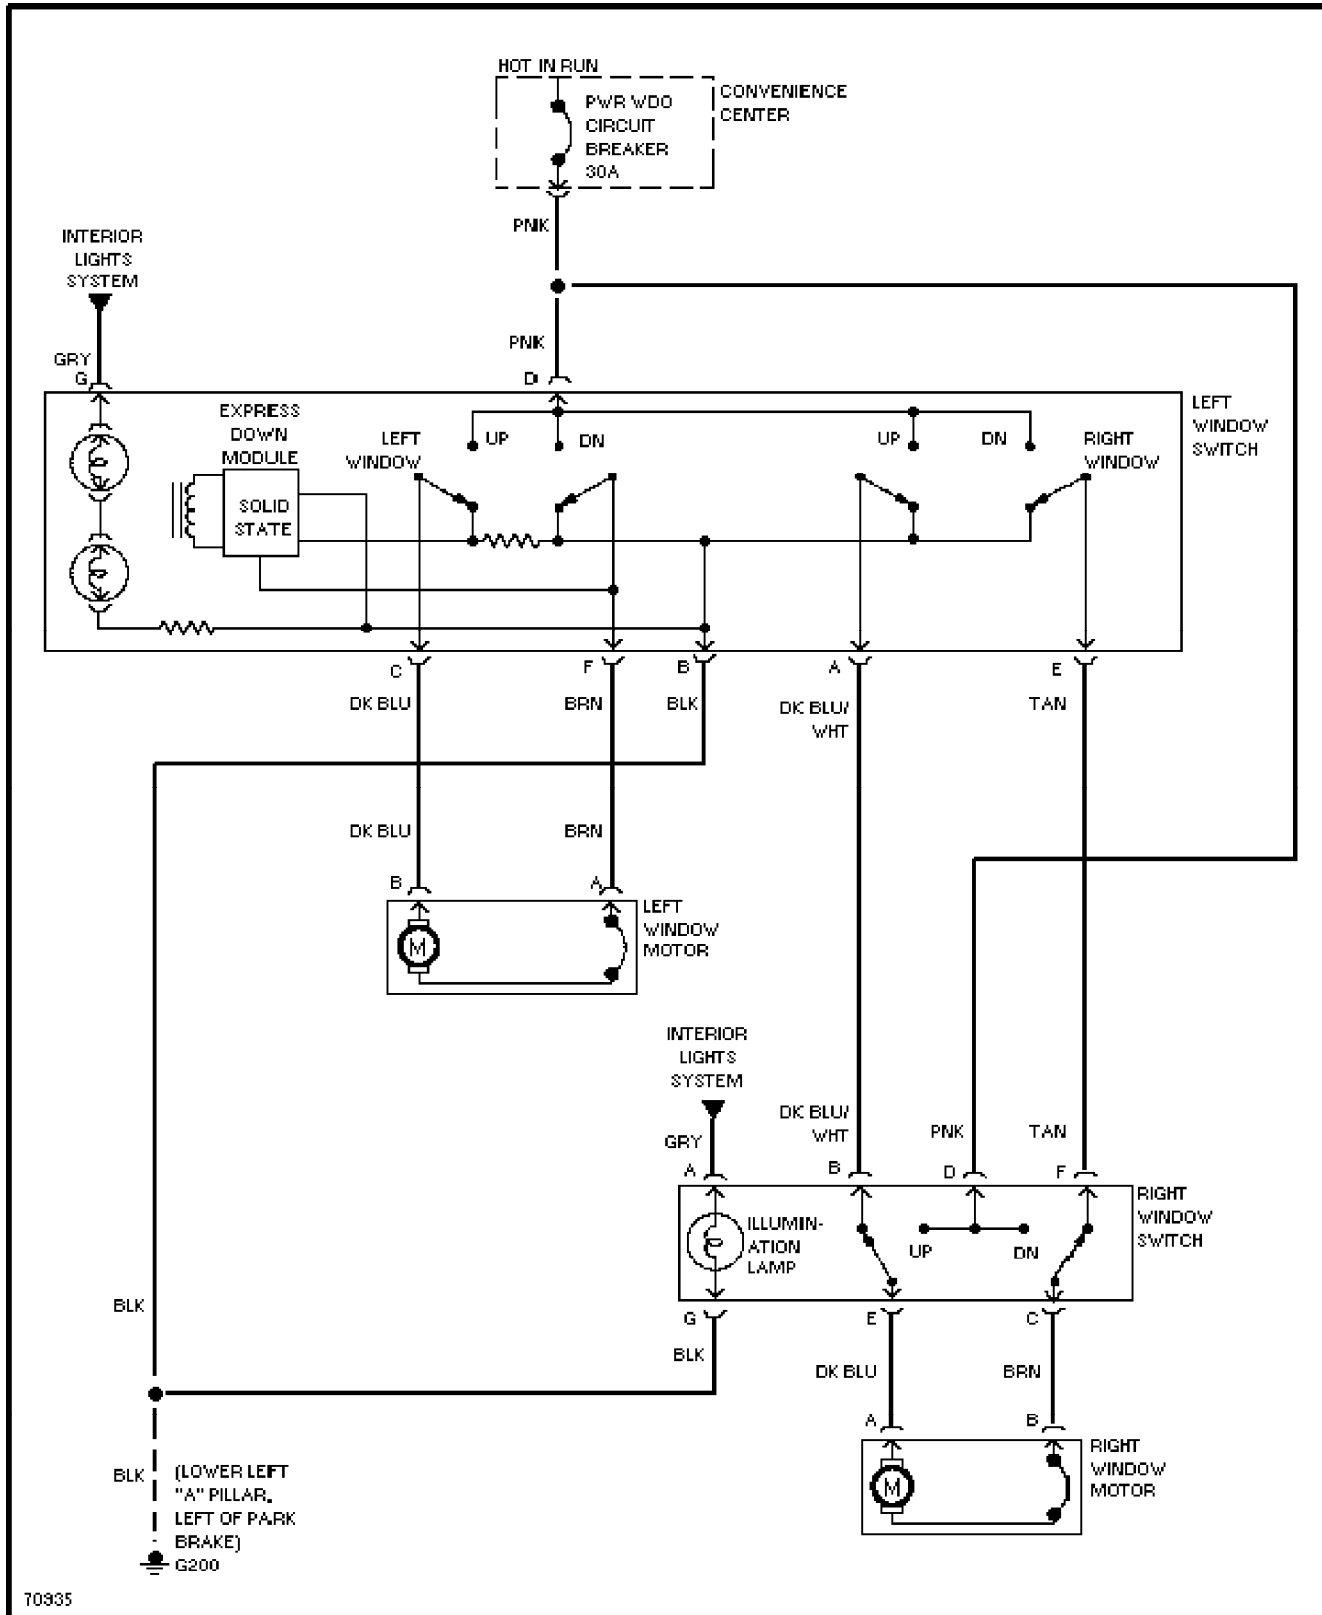 HOT IN RUN
PWR WDO
CIRCUIT
BREAKER
30A
CONVENIENCE
CENTER
PNK
INTERIOR
LIGHTS
SYSTEM
PNK
GRY
G
D
LEFT
WINDOW
SWITCH
EXPRESS
DOWN
MODULE
LEFT
WINDOW
UP
DN
UP
DN
RIGHT
WINDOW
SOLID
STATE
C
F
B
A
E
DK BLU
BRN
BLK
DK BLU/
WHT
TAN
DK BLU
BRN
B
A
LEFT
WINDOW
MOTOR
M
INTERIOR
LIGHTS
SYSTEM
GRY
DK BLU/
WHT
PNK
TAN
A
B
D
F
RIGHT
WINDOW
SWITCH
ILLUMIN-
ATION
LAMP
UP
DN
G
E
C
BLK
BLK
DK BLU
BRN
A
B
RIGHT
WINDOW
MOTOR
M
BLK
(LOWER LEFT
"A" PILLAR,
LEFT OF PARK
BRAKE)
G200
70935